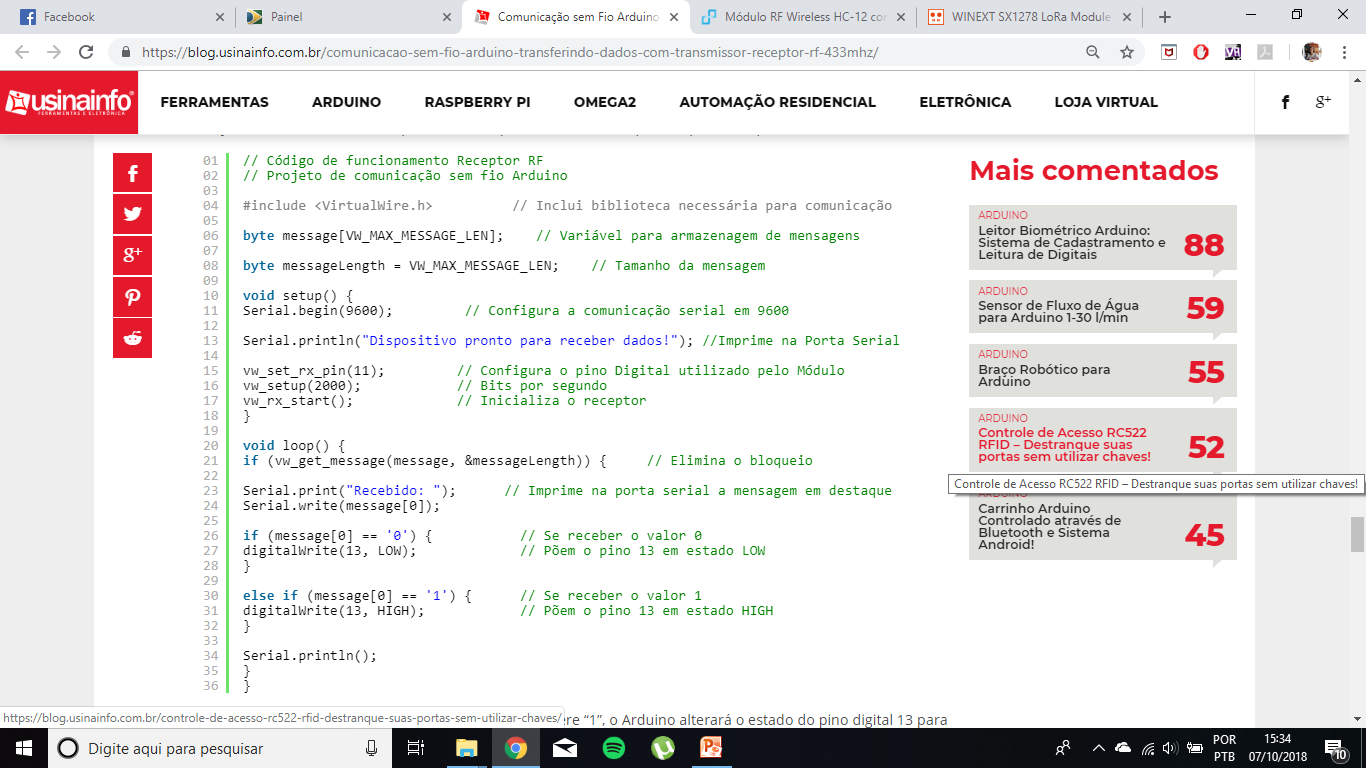 Facebook
Painel
Comunicação sem Fio Arduino
Módulo RF Wireless HC-12 con
WINEXT SX1278 LoRa Module
https://blog.usinainfo.com.br/comunicacao-sem-fio-arduino-transferindo-dados-com-transmissor-receptor-rf-433mhz/
usinainfo®
FERRAMENTAS E ELETRÔNICA
FERRAMENTAS
ARDUINO
RASPBERRY PI
OMEGA2
AUTOMAÇÃO RESIDENCIAL
ELETRÔNICA
LOJA VIRTUAL
01 // Código de funcionamento Receptor RF
02 // Projeto de comunicação sem fio Arduino
03
04 #include <VirtualWire.h>          // Inclui biblioteca necessária para comunicação
05
06 byte message[VW_MAX_MESSAGE_LEN];    // Variável para armazenagem de mensagens
07
08 byte messageLength = VW_MAX_MESSAGE_LEN;    // Tamanho da mensagem
09
10 void setup() {
11 Serial.begin(9600);         // Configura a comunicação serial em 9600
12
13 Serial.println("Dispositivo pronto para receber dados!"); //Imprime na Porta Serial
14
15 vw_set_rx_pin(11);         // Configura o pino Digital utilizado pelo Módulo
16 vw_setup(2000);            // Bits por segundo
17 vw_rx_start();             // Inicializa o receptor
18 }
19
20 void loop() {
21 if (vw_get_message(message, &messageLength)) {     // Elimina o bloqueio
22
23 Serial.print("Recebido: ");      // Imprime na porta serial a mensagem em destaque
24 Serial.write(message[0]);
25
26 if (message[0] == '0') {           // Se receber o valor 0
27 digitalWrite(13, LOW);             // Põem o pino 13 em estado LOW
28 }
29
30 else if (message[0] == '1') {      // Se receber o valor 1
31 digitalWrite(13, HIGH);            // Põem o pino 13 em estado HIGH
32 }
33
34 Serial.println();
35 }
36 }
Mais comentados
ARDUINO
Leitor Biométrico Arduino:
Sistema de Cadastramento e
Leitura de Digitais
88
ARDUINO
Sensor de Fluxo de Água
para Arduino 1-30 l/min
59
ARDUINO
Braço Robótico para
Arduino
55
ARDUINO
Controle de Acesso RC522
RFID – Destranque suas
portas sem utilizar chaves!
52
Controle de Acesso RC522 RFID – Destranque suas portas sem utilizar chaves!
ARDUINO
Carrinho Arduino
Controlado através de
Bluetooth e Sistema
Android!
45
https://blog.usinainfo.com.br/controle-de-acesso-rc522-rfid-destranque-suas-portas-sem-utilizar-chaves/
ere “1”, o Arduino alterará o estado do pino digital 13 para
Digite aqui para pesquisar
POR
PTB
15:34
07/10/2018
10